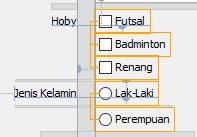 Hoby Futsal
Badminton
Renang
Jenis Kelamin Lak-Laki
Perempuan